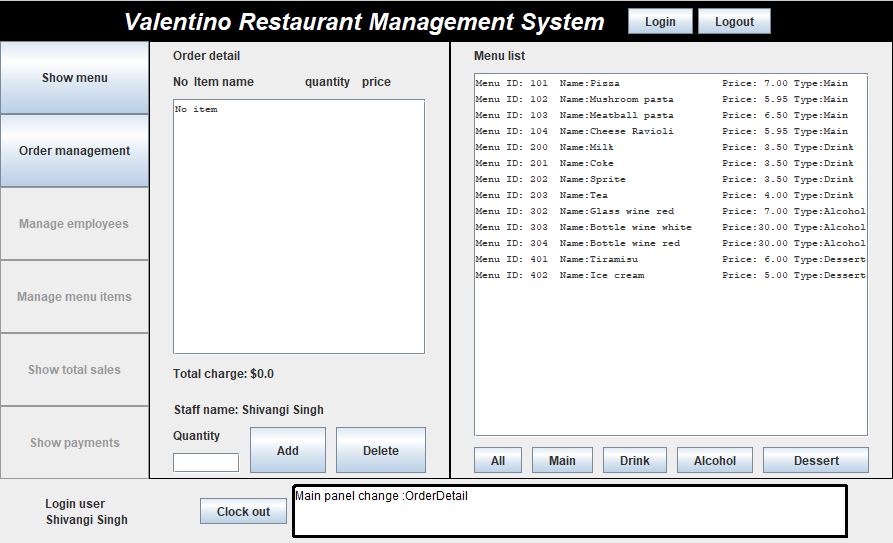 Valentino Restaurant Management System
Login
Logout
Show menu
Order management
Manage employees
Manage menu items
Show total sales
Show payments
Order detail
No Item name quantity price
No item
Total charge: $0.0
Staff name: Shivangi Singh
Quantity
Add
Delete
Menu list
Menu ID: 101 Name:Pizza Price: 7.00 Type:Main
Menu ID: 102 Name:Mushroom pasta Price: 5.95 Type:Main
Menu ID: 103 Name:Meatball pasta Price: 6.50 Type:Main
Menu ID: 104 Name:Cheese Ravioli Price: 5.95 Type:Main
Menu ID: 200 Name:Milk Price: 3.50 Type:Drink
Menu ID: 201 Name:Coke Price: 3.50 Type:Drink
Menu ID: 202 Name:Sprite Price: 3.50 Type:Drink
Menu ID: 203 Name:Tea Price: 4.00 Type:Drink
Menu ID: 302 Name:Glass wine red Price: 7.00 Type:Alcohol
Menu ID: 303 Name:Bottle wine white Price:30.00 Type:Alcohol
Menu ID: 304 Name:Bottle wine red Price:30.00 Type:Alcohol
Menu ID: 401 Name:Tiramisu Price: 6.00 Type:Dessert
Menu ID: 402 Name:Ice cream Price: 5.00 Type:Dessert
All
Main
Drink
Alcohol
Dessert
Login user
Shivangi Singh
Clock out
Main panel change :OrderDetail